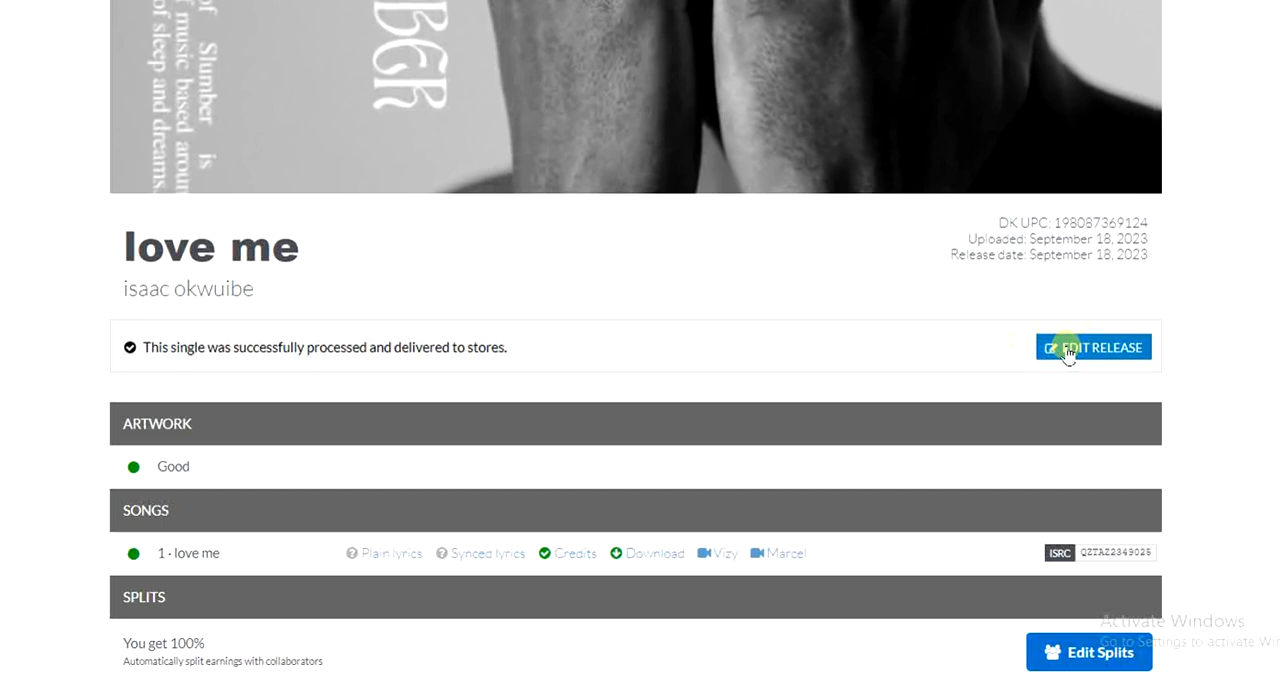 of Slumber is
f music based aroun
of sleep and dreams.
BER
love me
isaac okwuibe
DK UPC: 198087369124
Uploaded: September 18, 2023
Release date: September 18, 2023
This single was successfully processed and delivered to stores.
EDIT RELEASE
ARTWORK
Good
SONGS
1 · love me
Plain lyrics
Synced lyrics
Credits
Download
Vizy
Marcel
ISRC QZTAZ2349025
SPLITS
You get 100%
Automatically split earnings with collaborators
Edit Splits
Activate Windows
Go to Settings to activate Win